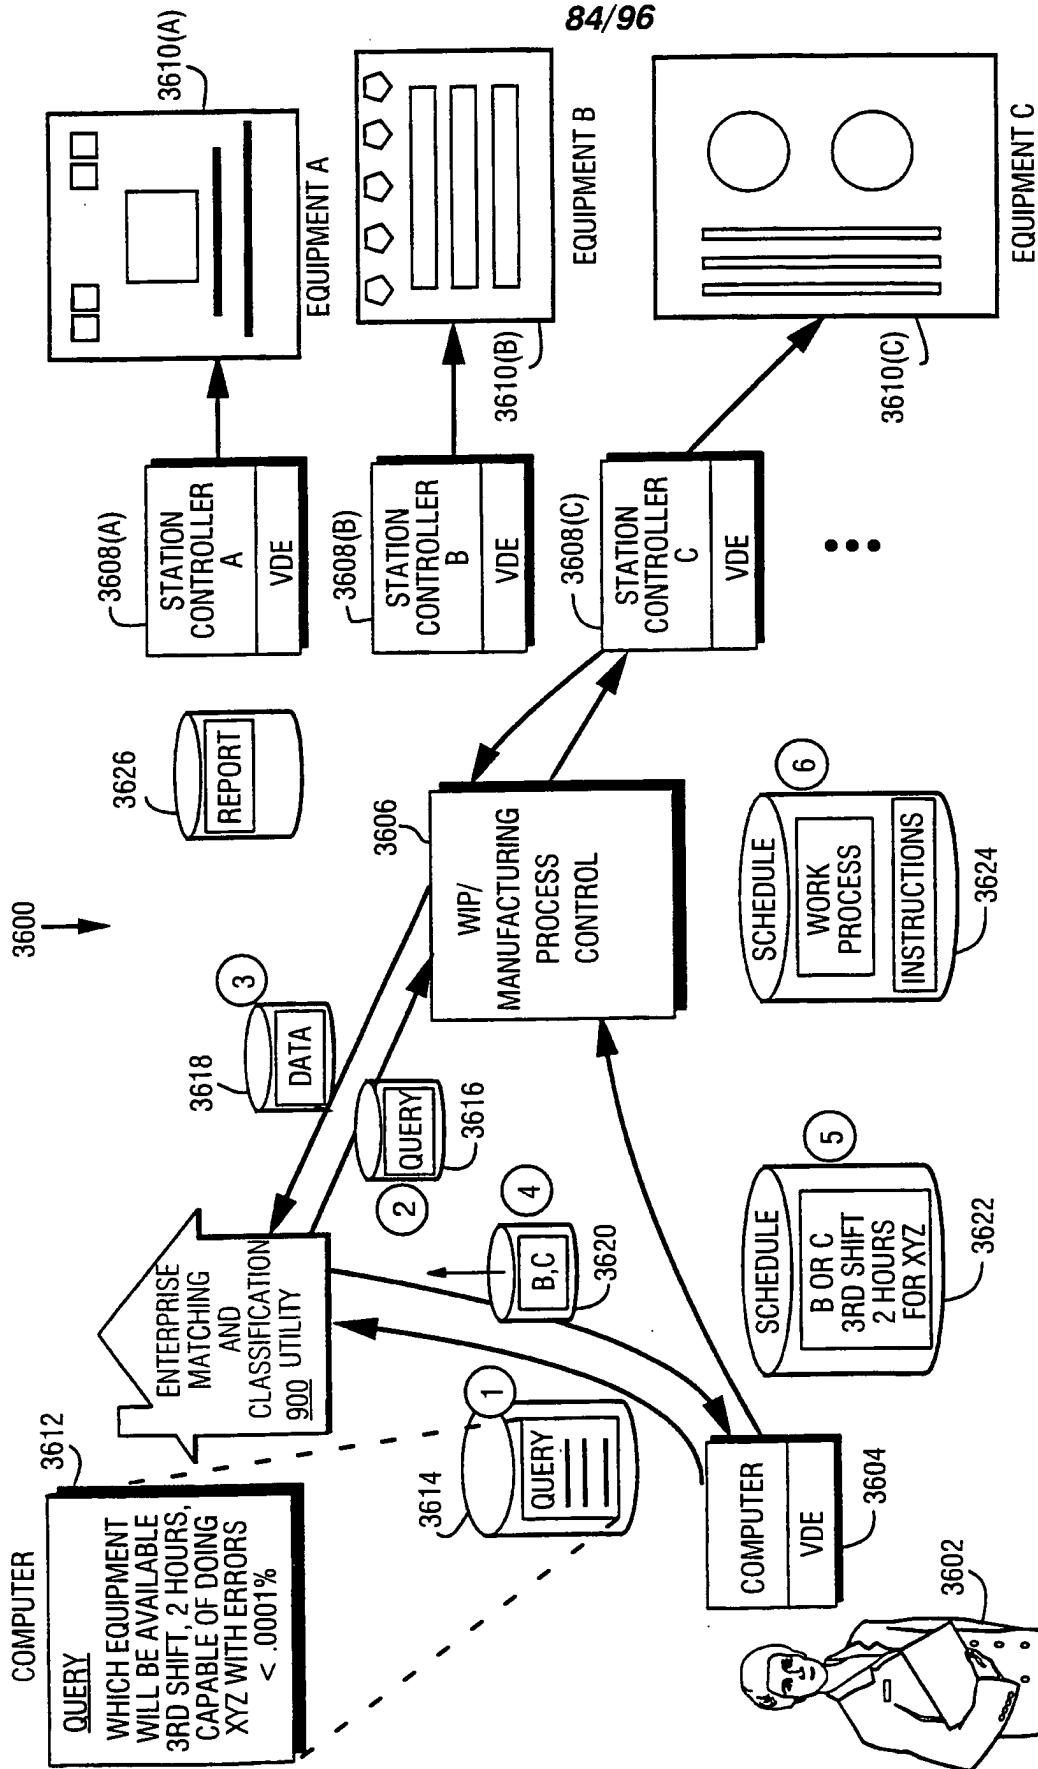 84/96
3600
COMPUTER
QUERY
WHICH EQUIPMENT
WILL BE AVAILABLE
3RD SHIFT, 2 HOURS,
CAPABLE OF DOING
XYZ WITH ERRORS
< .0001%
3612
ENTERPRISE
MATCHING
AND
CLASSIFICATION
900 UTILITY
3618
DATA
3
3626
REPORT
3608(A)
STATION
CONTROLLER
A
VDE
3610(A)
EQUIPMENT A
3614
QUERY
1
2
QUERY
3616
4
B,C
3620
3606
WIP/
MANUFACTURING
PROCESS
CONTROL
3608(B)
STATION
CONTROLLER
B
VDE
3610(B)
EQUIPMENT B
3608(C)
STATION
CONTROLLER
C
VDE
3610(C)
EQUIPMENT C
COMPUTER
VDE
3604
3602
SCHEDULE
5
B OR C
3RD SHIFT
2 HOURS
FOR XYZ
3622
SCHEDULE
6
WORK
PROCESS
INSTRUCTIONS
3624